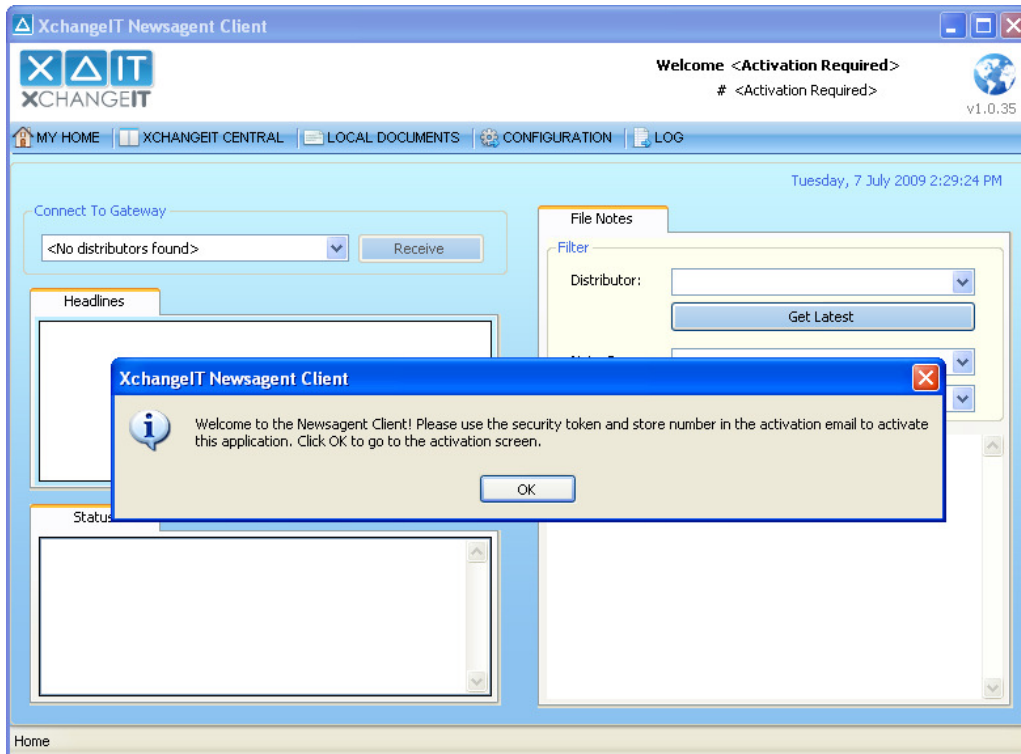 XchangeIT Newsagent Client
X IT
XCHANGEIT
Welcome <Activation Required>
# <Activation Required>
v1.0.35
MY HOME XCHANGEIT CENTRAL LOCAL DOCUMENTS CONFIGURATION LOG
Tuesday, 7 July 2009 2:29:24 PM
Connect To Gateway
<No distributors found>
Receive
Headlines
File Notes
Filter
Distributor:
Get Latest
XchangeIT Newsagent Client
Welcome to the Newsagent Client! Please use the security token and store number in the activation email to activate
this application. Click OK to go to the activation screen.
OK
Status
Home